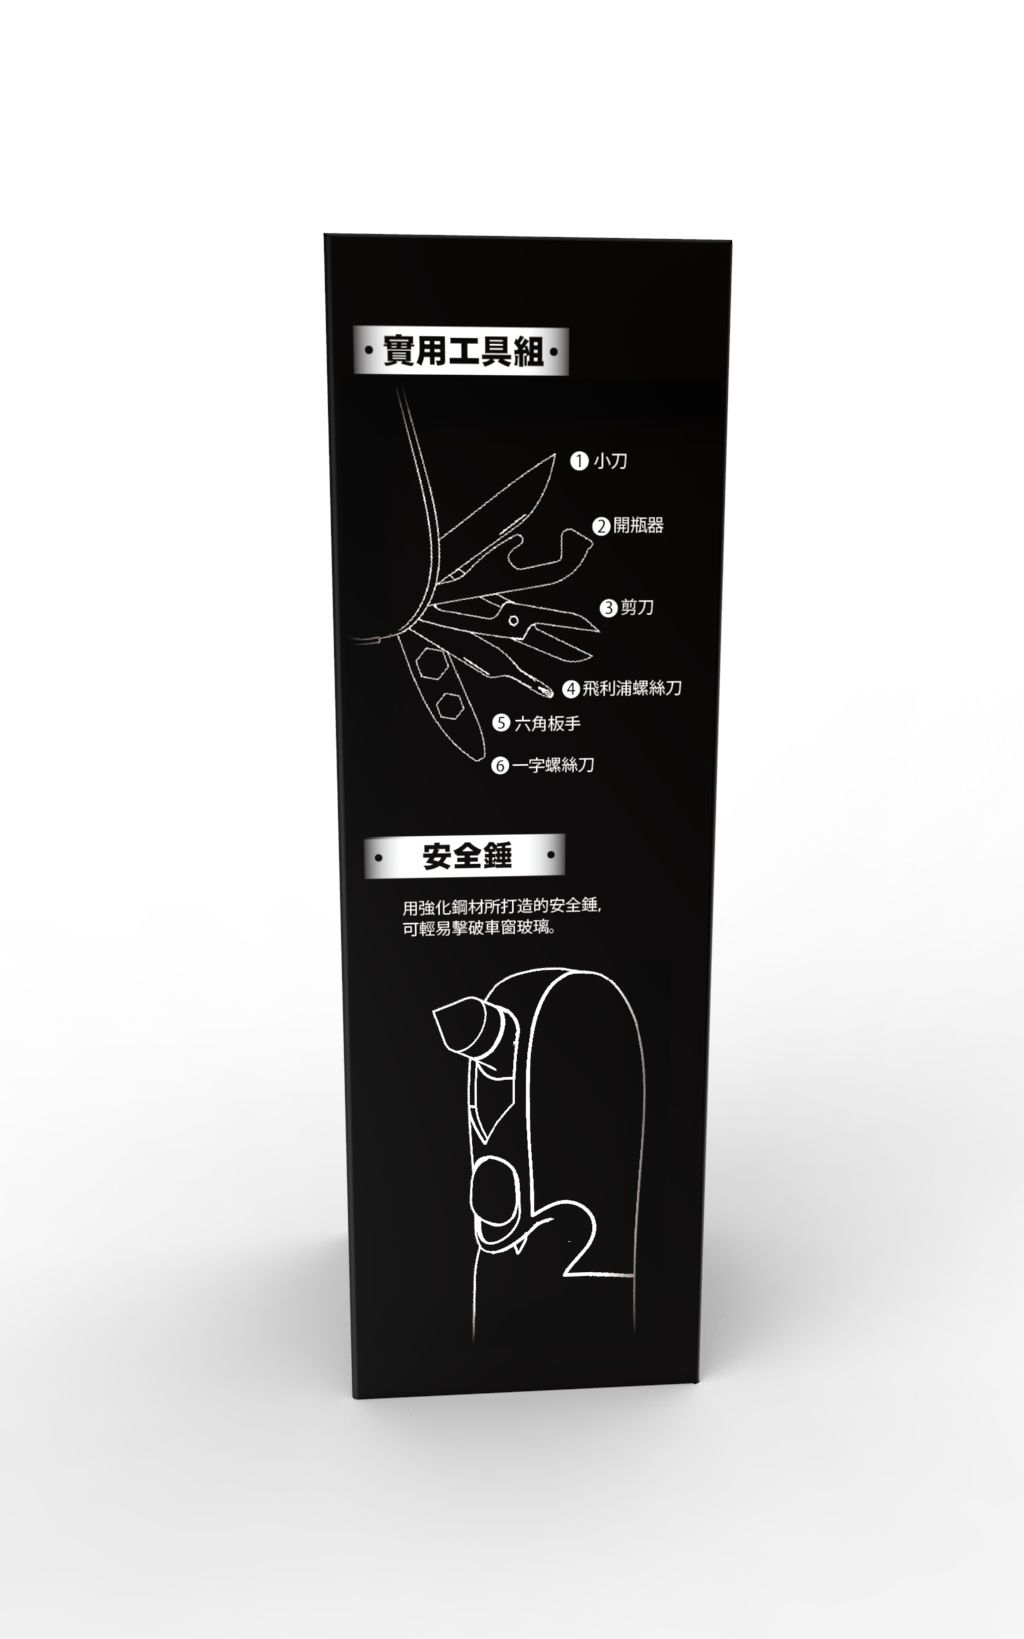 • 實用工具組 •
1 小刀
2 開瓶器
3 剪刀
4 飛利浦螺絲刀
5 六角板手
6 一字螺絲刀
• 安全錘 •
用強化鋼材所打造的安全錘,
可輕易擊破車窗玻璃。